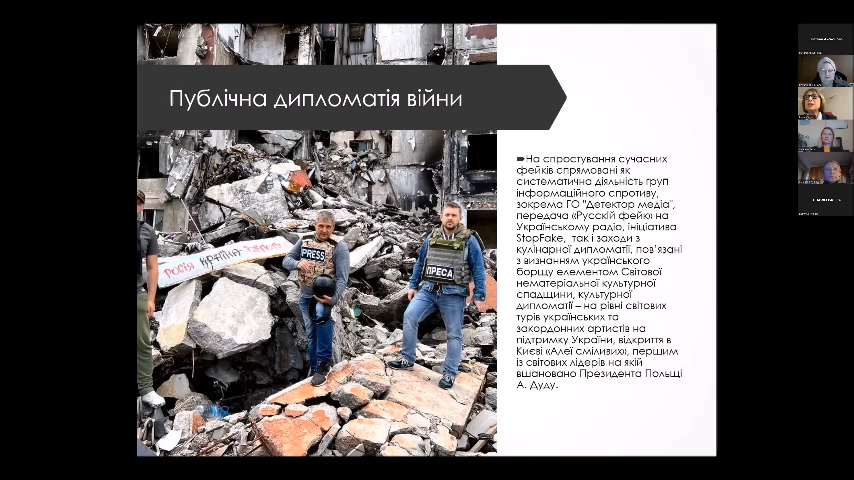 Публічна дипломатія війни
На спростування сучасних
фейків спрямовані як
систематична діяльність груп
інформаційного спротиву,
зокрема ГО "Детектор медіа",
передача «Русскій фейк» на
Українському радіо, ініціатива
StopFake, так і заходи з
кулінарної дипломатії, пов’язані
з визнанням українського
борщу елементом Світової
нематеріальної культурної
спадщини, культурної
дипломатії – на рівні світових
турів українських та
закордонних артистів на
підтримку України, відкриття в
Києві «Алеї сміливих», першим
із світових лідерів на якій
вшановано Президента Польщі
А. Дуду.
РОСІЯ КРАЇНА
PRESS
ПРЕСА